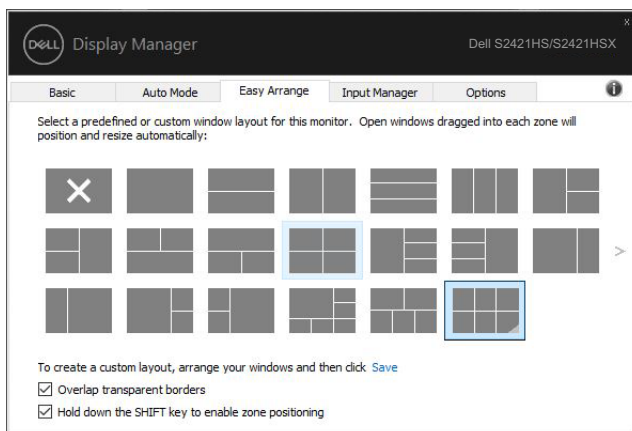 DELL Display Manager
Dell S2421HS/S2421HSX
Basic Auto Mode Easy Arrange Input Manager Options
Select a predefined or custom window layout for this monitor. Open windows dragged into each zone will
position and resize automatically:
To create a custom layout, arrange your windows and then click Save
Overlap transparent borders
Hold down the SHIFT key to enable zone positioning